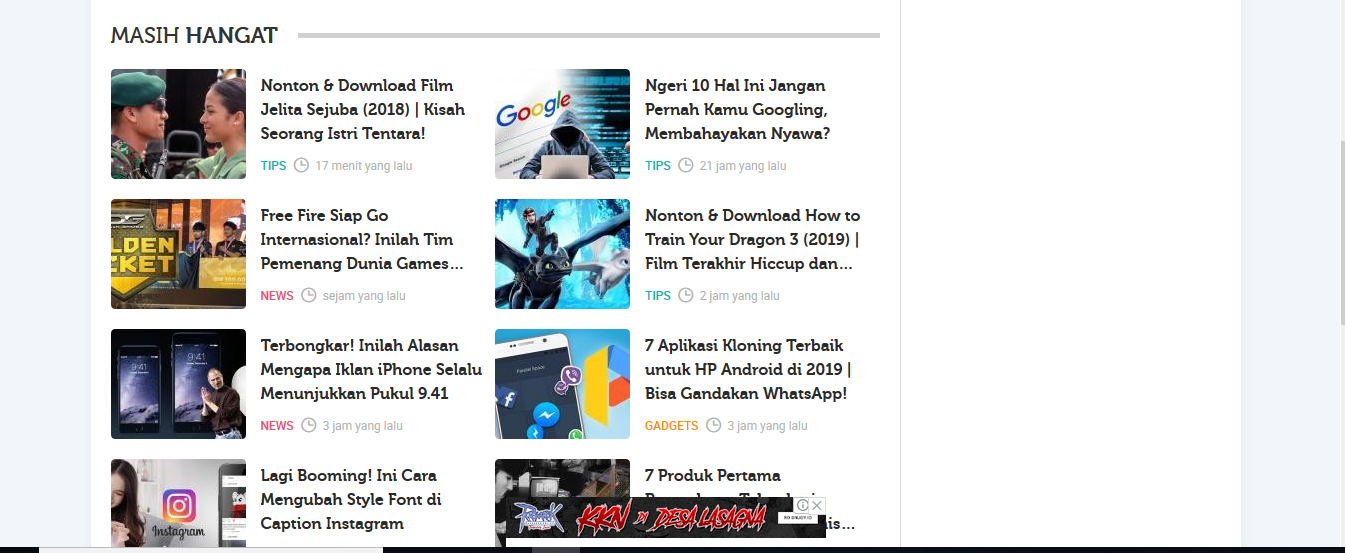 MASIH HANGAT
Nonton & Download Film
Jelita Sejuba (2018) | Kisah
Seorang Istri Tentara!
TIPS 17 menit yang lalu
Google
Ngeri 10 Hal Ini Jangan
Pernah Kamu Googling,
Membahayakan Nyawa?
TIPS 21 jam yang lalu
Free Fire Siap Go
Internasional? Inilah Tim
Pemenang Dunia Games...
NEWS sejam yang lalu
Nonton & Download How to
Train Your Dragon 3 (2019) |
Film Terakhir Hiccup dan...
TIPS 2 jam yang lalu
9:41 9:41
Terbongkar! Inilah Alasan
Mengapa Iklan iPhone Selalu
Menunjukkan Pukul 9.41
NEWS 3 jam yang lalu
Parallel Space
7 Aplikasi Kloning Terbaik
untuk HP Android di 2019 |
Bisa Gandakan WhatsApp!
GADGETS 3 jam yang lalu
Instagram
Lagi Booming! Ini Cara
Mengubah Style Font di
Caption Instagram
7 Produk Pertama
KKN DI DESA LASAGNA